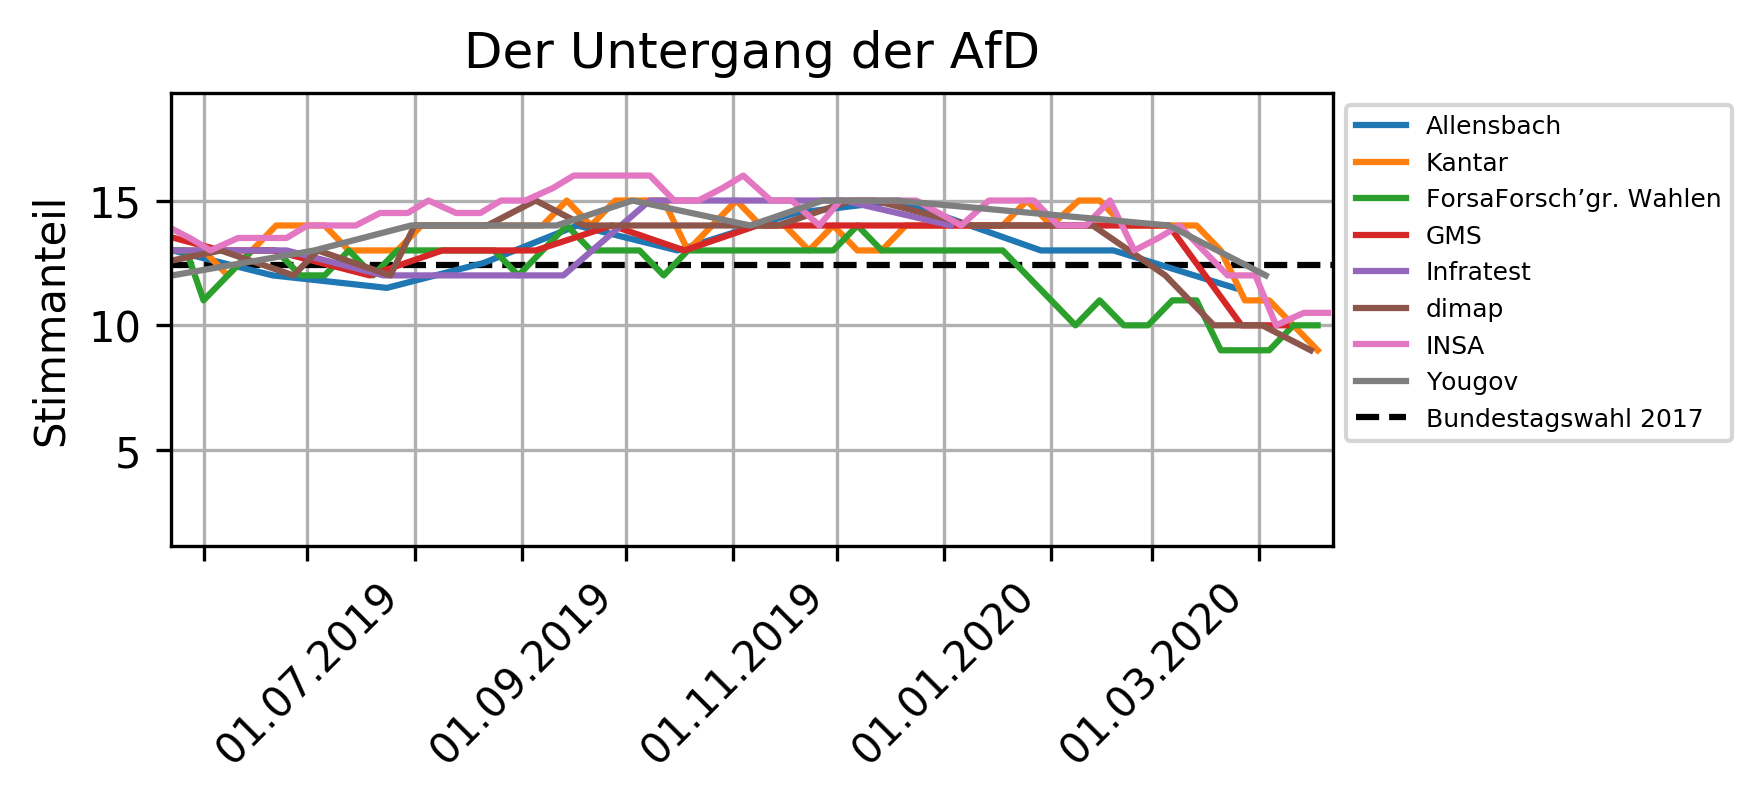 Der Untergang der AfD
Stimmanteil
15
10
5
01.07.2019
01.09.2019
01.11.2019
01.01.2020
01.03.2020
Allensbach
Kantar
ForsaForsch’gr. Wahlen
GMS
Infratest
dimap
INSA
Yougov
Bundestagswahl 2017